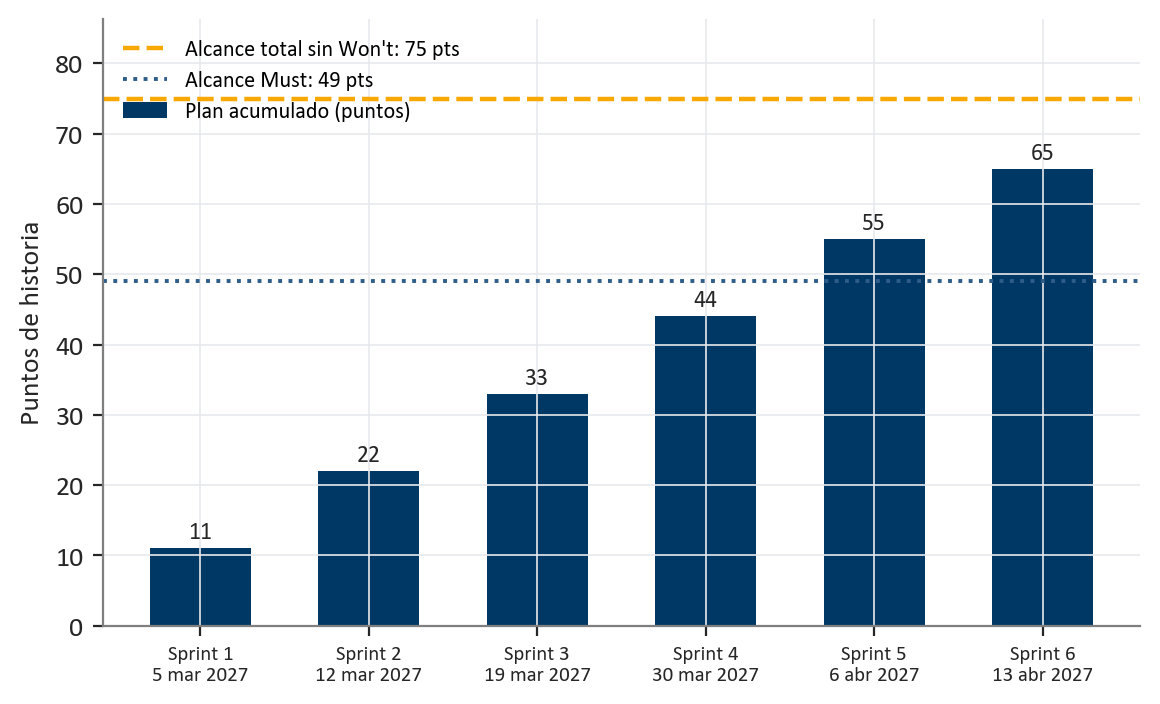 Alcance total sin Won't: 75 pts
Alcance Must: 49 pts
Plan acumulado (puntos)
Puntos de historia
80
70
60
50
40
30
20
10
0
11
22
33
44
55
65
Sprint 1
5 mar 2027
Sprint 2
12 mar 2027
Sprint 3
19 mar 2027
Sprint 4
30 mar 2027
Sprint 5
6 abr 2027
Sprint 6
13 abr 2027